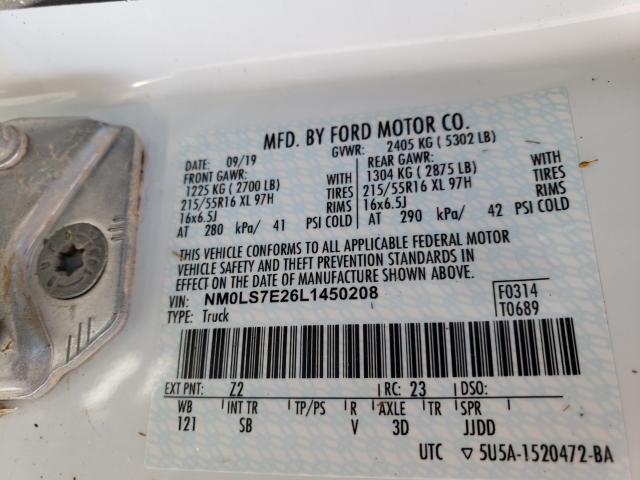 MFD. BY FORD MOTOR CO.
DATE: 09/19 GVWR: 2405 KG ( 5302 LB)
FRONT GAWR: REAR GAWR:
1225 KG ( 2700 LB) WITH 1304 KG ( 2875 LB) WITH
215/55R16 XL 97H TIRES 215/55R16 XL 97H TIRES
16x6.5J RIMS 16x6.5J RIMS
AT 280 kPa/ 41 PSI COLD AT 290 kPa/ 42 PSI COLD
THIS VEHICLE CONFORMS TO ALL APPLICABLE FEDERAL MOTOR
VEHICLE SAFETY AND THEFT PREVENTION STANDARDS IN
EFFECT ON THE DATE OF MANUFACTURE SHOWN ABOVE.
VIN: NM0LS7E26L1450208 F0314
TYPE: Truck T0689
EXT PNT: Z2 RC: 23 DSO:
WB INT TR TP/PS R AXLE TR SPR
121 SB V 3D JJDD
UTC ▽ 5U5A-1520472-BA